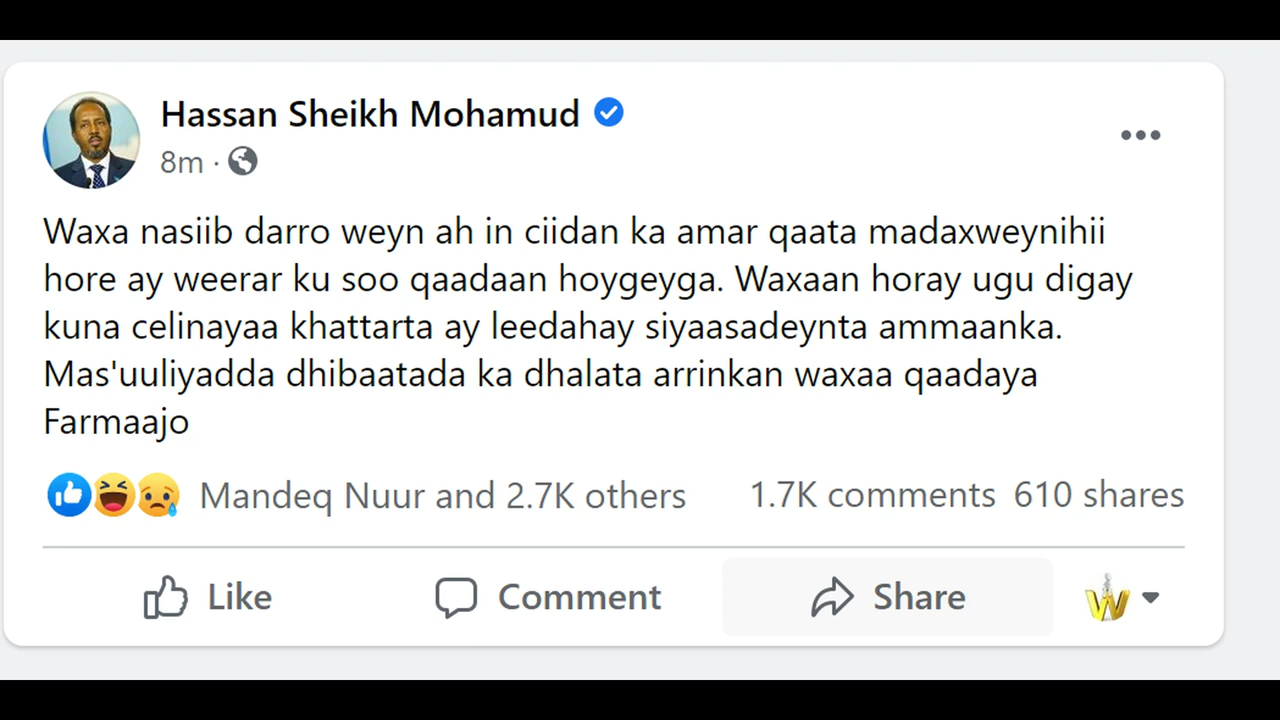 Hassan Sheikh Mohamud
8m ·
Waxa nasiib darro weyn ah in ciidan ka amar qaata madaxweynihii
hore ay weerar ku soo qaadaan hoygeyga. Waxaan horay ugu digay
kuna celinayaa khattarta ay leedahay siyaasadeynta ammaanka.
Mas'uuliyadda dhibaatada ka dhalata arrinkan waxaa qaadaya
Farmaajo
Mandeq Nuur and 2.7K others 1.7K comments 610 shares
Like Comment Share W